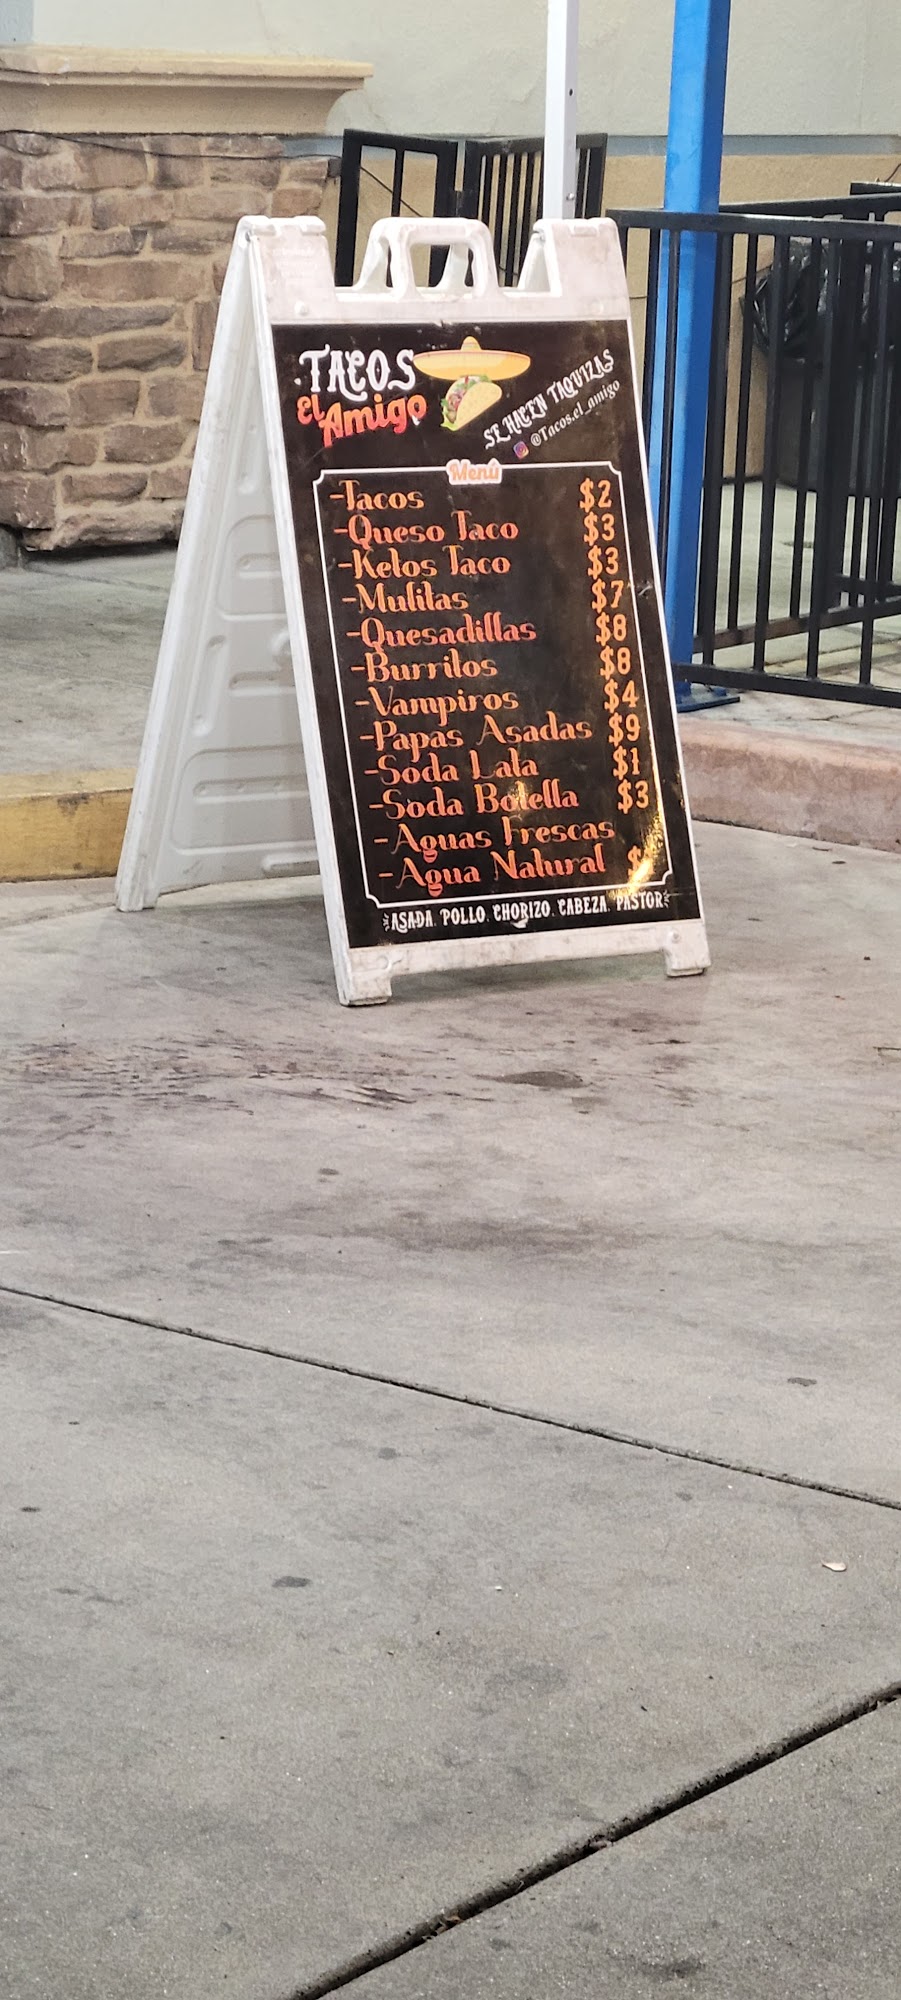 TACOS
El Amigo
SE HACEN TAQUIZAS
@Tacos.el_amigo
Menú
-Tacos $2
-Queso Taco $3
-Ketos Taco $3
-Mulitas $7
-Quesadillas $8
-Burritos $8
-Vampiros $4
-Papas Asadas $9
-Soda Lata $1
-Soda Botella $3
-Aguas Frescas
-Agua Natural $
ASADA. POLLO. CHORIZO. CABEZA. PASTOR